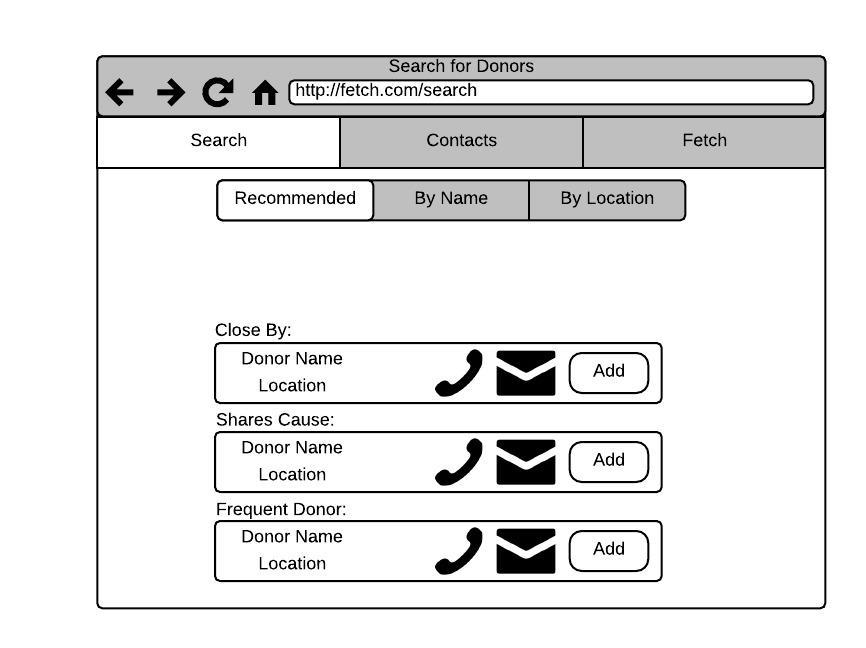 Search for Donors
http://fetch.com/search
Search Contacts Fetch
Recommended By Name By Location
Close By:
Donor Name
Location
Add
Shares Cause:
Donor Name
Location
Add
Frequent Donor:
Donor Name
Location
Add